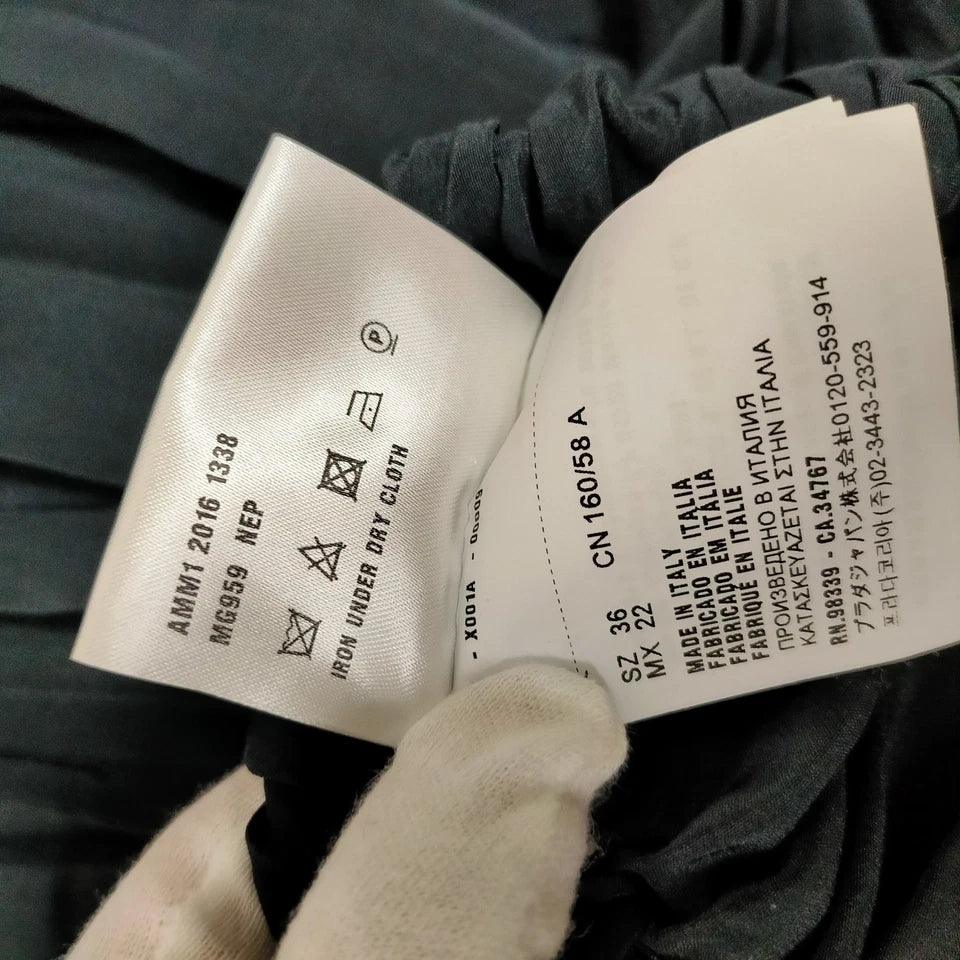 AMM1 2016 1338
MG959 NEP
P
IRON UNDER DRY CLOTH
- X001A -
CN 160/58 A
SZ 36
MX 22
MADE IN ITALY
FABRICADO EN ITALIA
FABRICADO EM ITÁLIA
FABRIQUÉ EN ITALIE
ПРОИЗВЕДЕНО В ИТАЛИЯ
ΚΑΤΑΣΚΕΥΑΖΕΤΑΙ ΣΤΗΝ ΙΤΑΛΙΑ
RN.98339 - CA.34767
プラダジャパン株式会社0120-559-914
프라다코리아(주)02-3443-2323